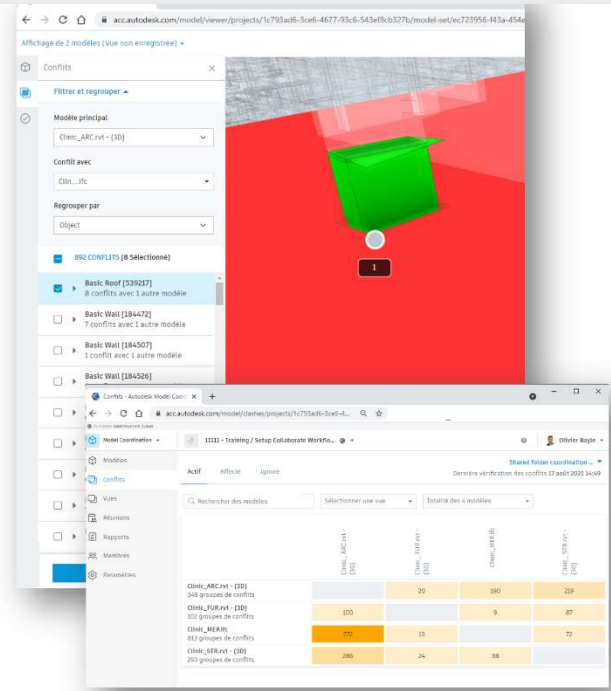 acc.autodesk.com/model/viewer/projects/1c793ad6-3ce6-4677-93c6-543ef8cb327b/model-set/ec723956-f43a-454e
Affichage de 2 modèles (Vue non enregistrée)
Conflits
Filtrer et regrouper
Modèle principal
Clinic_ARC.rvt - {3D}
Conflit avec
Clin....ifc
Regrouper par
Object
892 CONFLITS (8 Sélectionné)
Basic Roof [539217]
8 conflits avec 1 autre modèle
Basic Wall [184472]
7 conflits avec 1 autre modèle
Basic Wall [184507]
1 conflit avec 1 autre modèle
Basic Wall [184526]
1
Conflits - Autodesk Model Coor
acc.autodesk.com/model/clashes/projects/1c793ad6-3ce6-4...
Model Coordination
11111 - Training / Setup Collaborate Workflo...
Olivier Bayle
Modèles
Conflits
Vues
Réunions
Rapports
Membres
Paramètres
Actif Affecté Ignoré
Shared folder coordination ...
Dernière vérification des conflits 17 août 2021 14:49
Rechercher des modèles
Sélectionner une vue
Totalité des 4 modèles
Clinic_ARC.rvt - {3D}
Clinic_FUR.rvt - {3D}
Clinic_MEP.ifc
Clinic_STR.rvt - {3D}
Clinic_ARC.rvt - {3D}
349 groupes de conflits
20 190 219
Clinic_FUR.rvt - {3D}
102 groupes de conflits
100 9 87
Clinic_MEP.ifc
813 groupes de conflits
772 15 72
Clinic_STR.rvt - {3D}
293 groupes de conflits
286 24 38